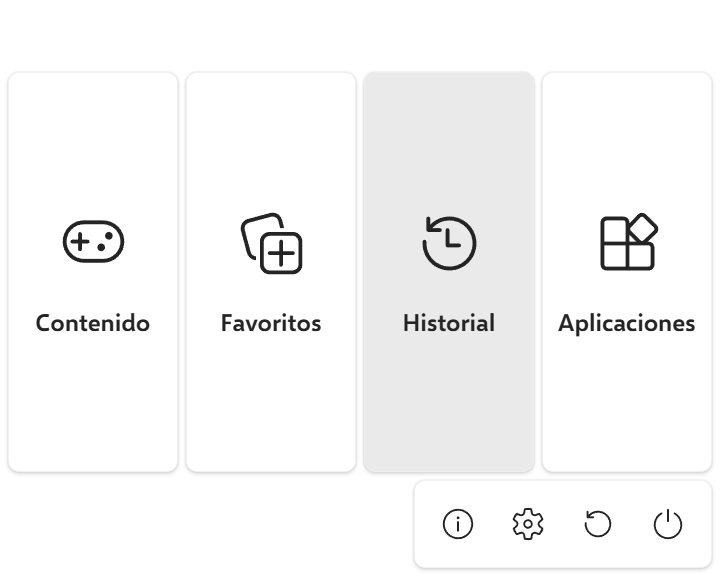 Contenido
Favoritos
Historial
Aplicaciones